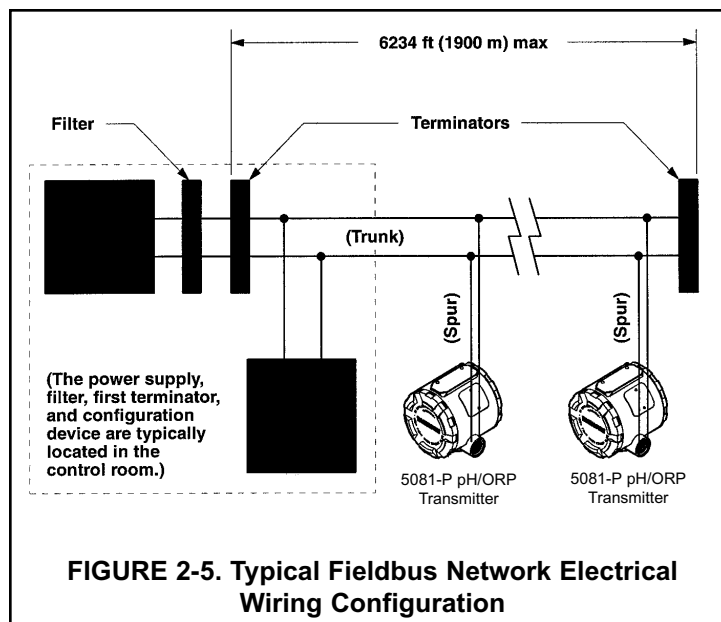 6234 ft (1900 m) max
Filter
Terminators
(Trunk)
(Spur)
(Spur)
(The power supply,
filter, first terminator,
and configuration
device are typically
located in the
control room.)
5081-P pH/ORP
Transmitter
5081-P pH/ORP
Transmitter
FIGURE 2-5. Typical Fieldbus Network Electrical
Wiring Configuration